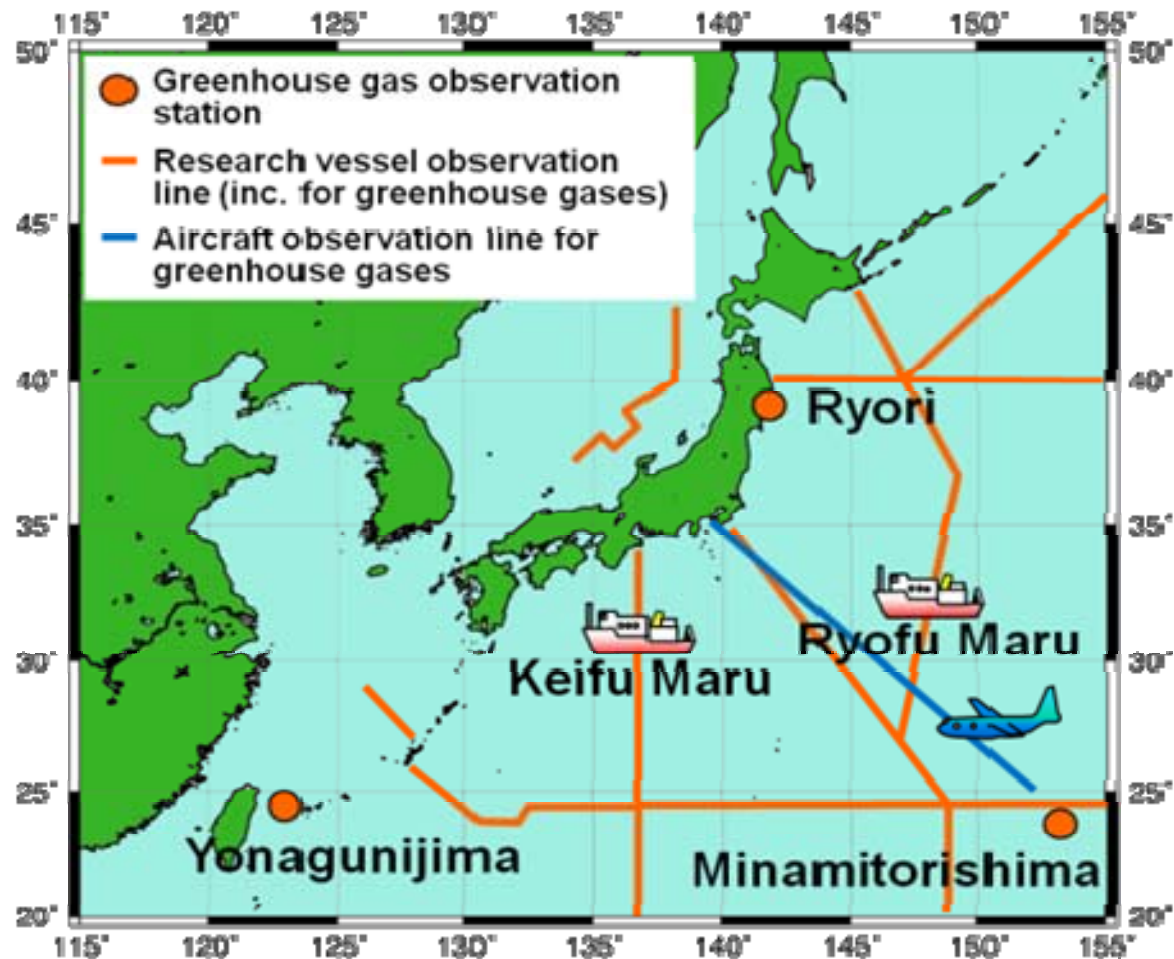 115° 120° 125° 130° 135° 140° 145° 150° 155°
50° 50°
Greenhouse gas observation
station
Research vessel observation
line (inc. for greenhouse gases)
45° 45°
Aircraft observation line for
greenhouse gases
40° 40°
Ryori
35° 35°
Ryofu Maru
30° 30°
Keifu Maru
25° 25°
Yonagunijima
Minamitorishima
20° 20°
115° 120° 125° 130° 135° 140° 145° 150° 155°